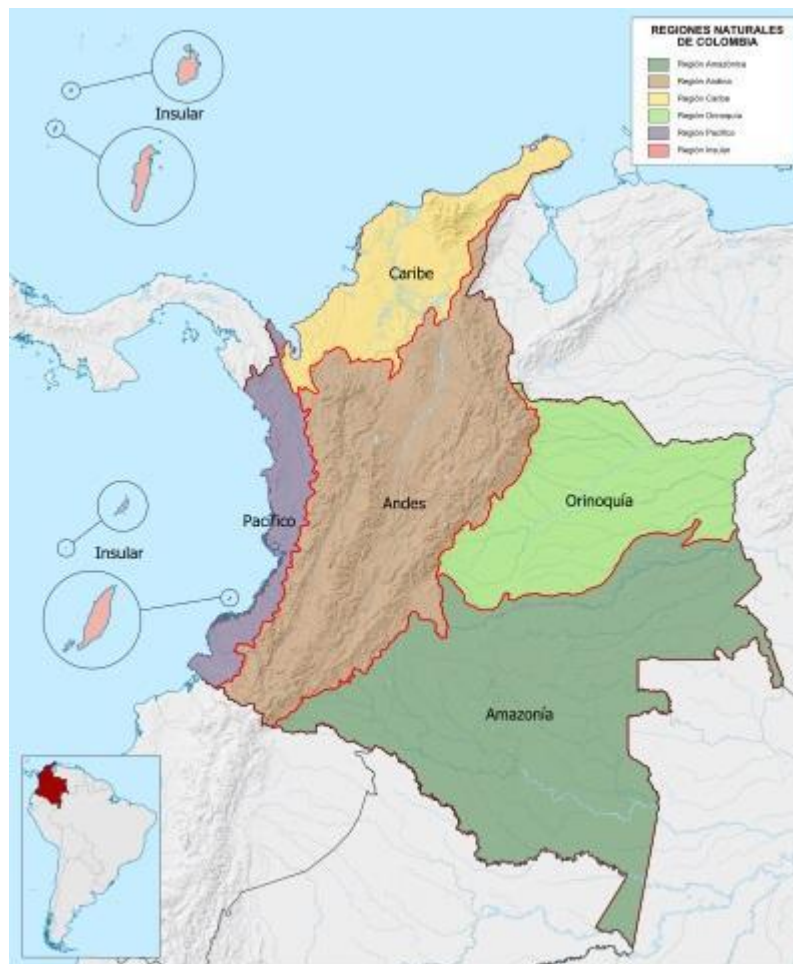 REGIONES NATURALES
DE COLOMBIA
Región Amazónica
Región Andina
Región Caribe
Región Orinoquía
Región Pacífico
Región Insular
Insular
Caribe
Pacífico
Andes
Orinoquía
Insular
Amazonía